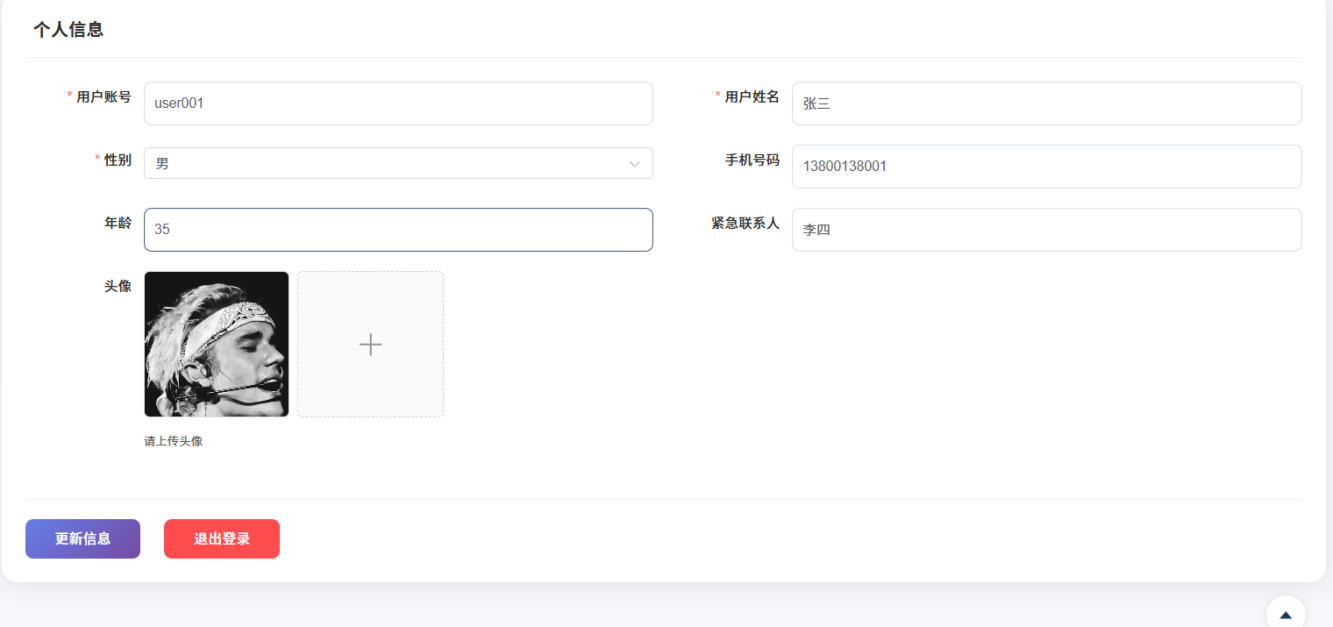 个人信息
* 用户账号 user001
* 用户姓名 张三
* 性别 男
手机号码 13800138001
年龄 35
紧急联系人 李四
头像
请上传头像
更新信息 退出登录